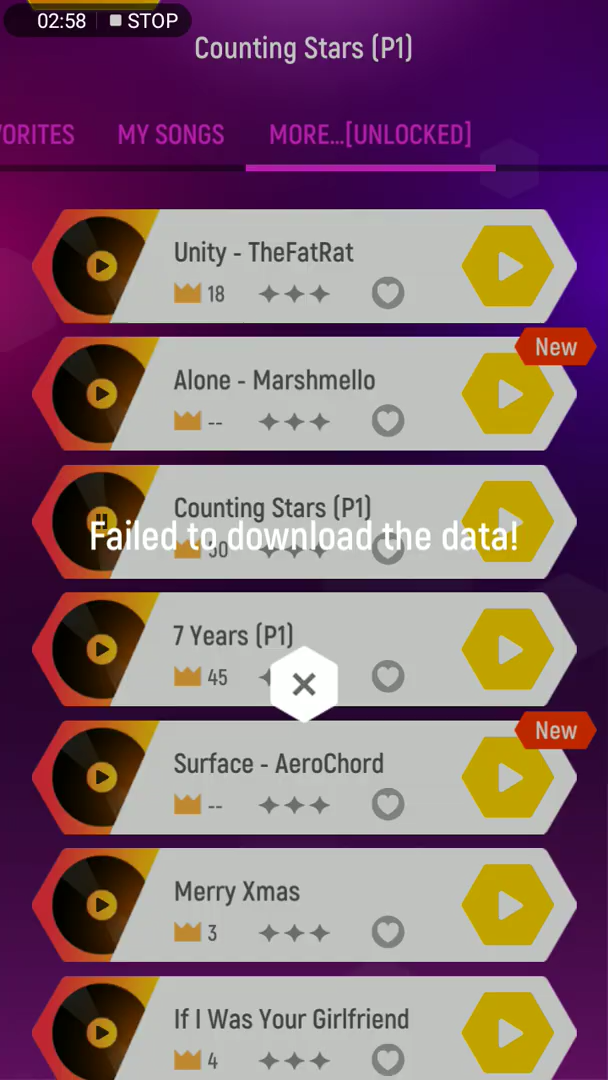 02:58 STOP
Counting Stars (P1)
ORITES MY SONGS MORE...[UNLOCKED]
Unity - TheFatRat
18
New
Alone - Marshmello
--
Counting Stars (P1)
Failed to download the data!
7 Years (P1)
45
New
Surface - AeroChord
--
Merry Xmas
3
If I Was Your Girlfriend
4